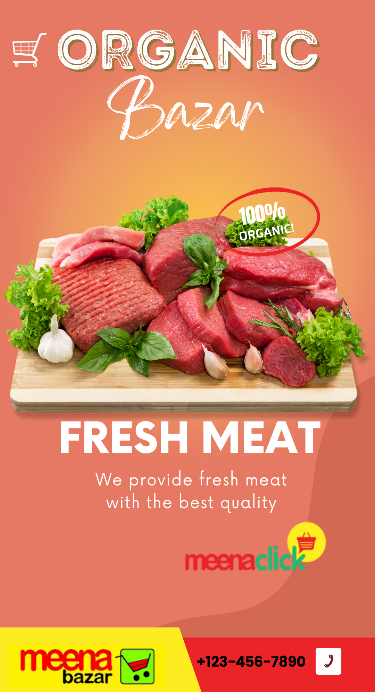 ORGANIC
Bazar
100%
ORGANIC!
FRESH MEAT
We provide fresh meat
with the best quality
meenaclick
meena
bazar
+123-456-7890